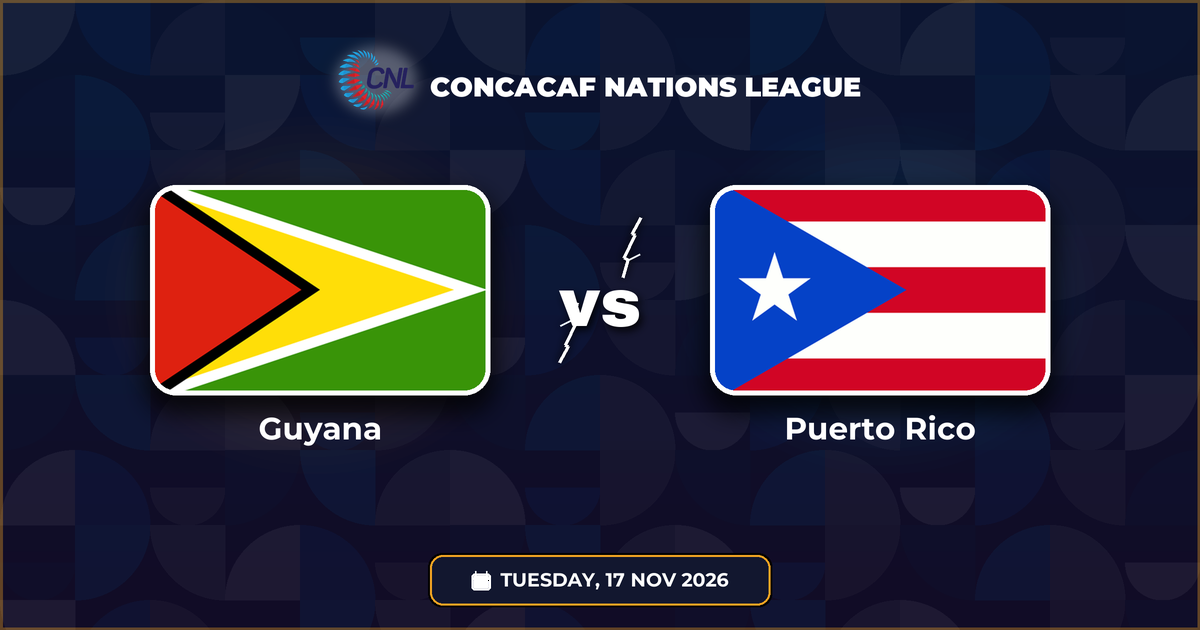 CNL
CONCACAF NATIONS LEAGUE
VS
Guyana
Puerto Rico
TUESDAY, 17 NOV 2026